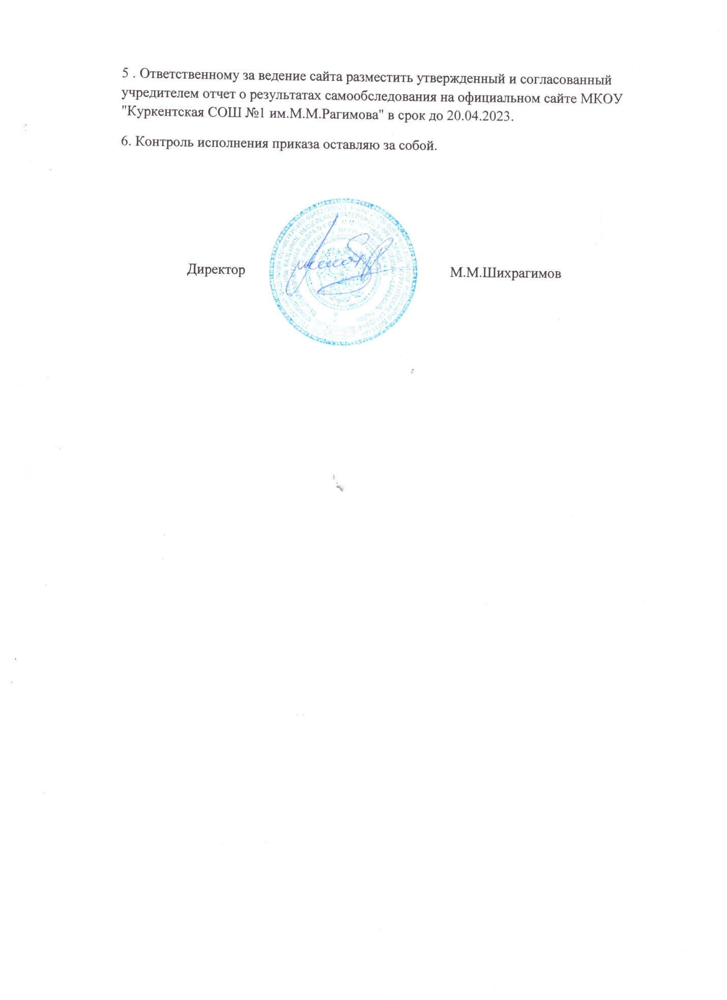 5 . Ответственному за ведение сайта разместить утвержденный и согласованный
учредителем отчет о результатах самообследования на официальном сайте МКОУ
"Куркентская СОШ №1 им.М.М.Рагимова" в срок до 20.04.2023.
6. Контроль исполнения приказа оставляю за собой.
Директор
М.М.Шихрагимов